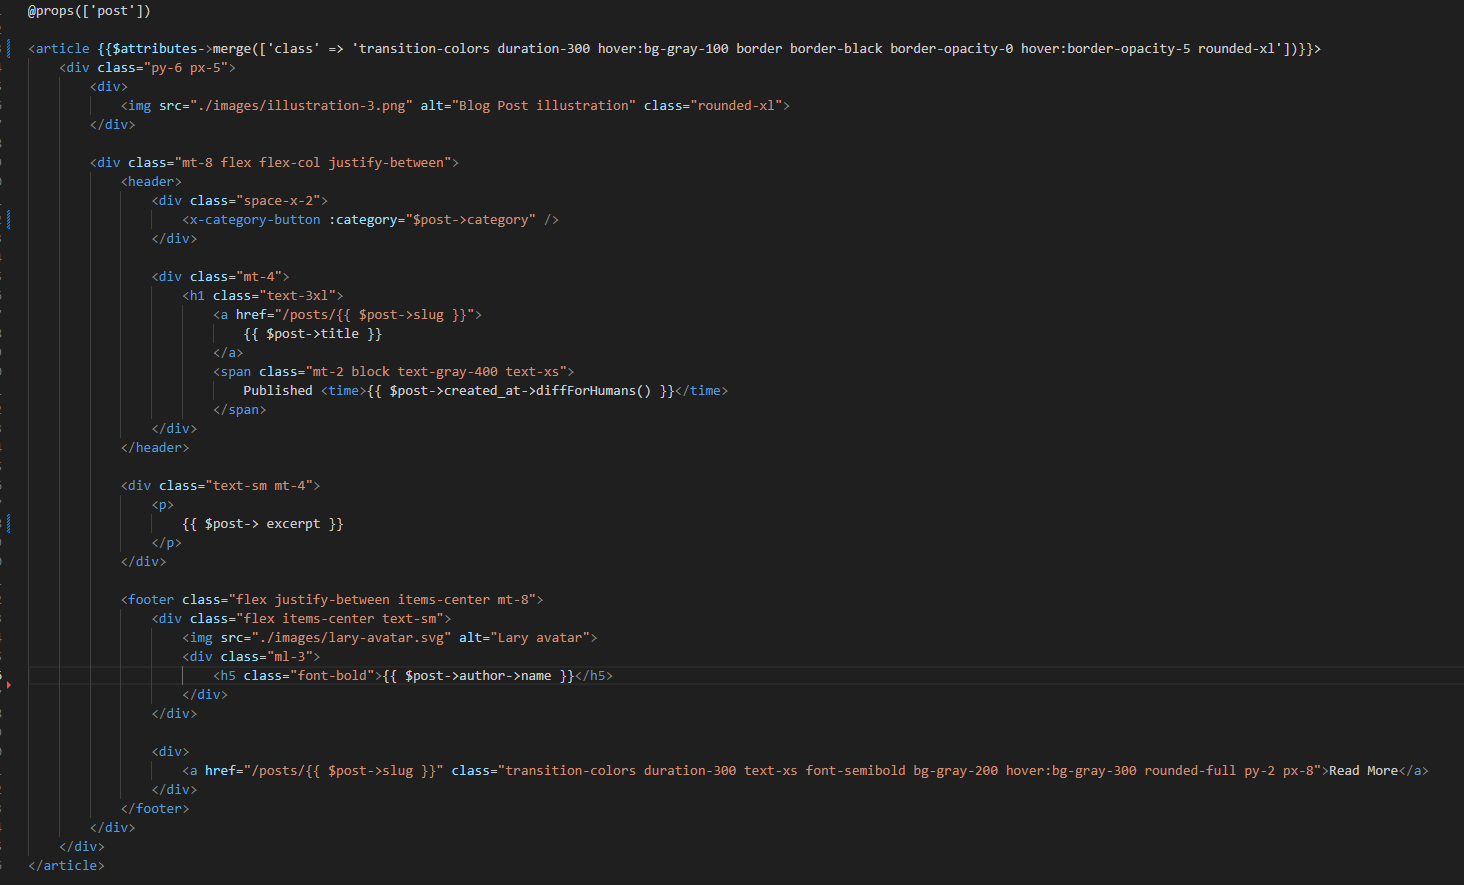 @props(['post'])
<article {{$attributes->merge(['class' => 'transition-colors duration-300 hover:bg-gray-100 border border-black border-opacity-0 hover:border-opacity-5 rounded-xl'])}}>
<div class="py-6 px-5">
<div>
<img src="./images/illustration-3.png" alt="Blog Post illustration" class="rounded-xl">
</div>
<div class="mt-8 flex flex-col justify-between">
<header>
<div class="space-x-2">
<x-category-button :category="$post->category" />
</div>
<div class="mt-4">
<h1 class="text-3xl">
<a href="/posts/{{ $post->slug }}">
{{ $post->title }}
</a>
<span class="mt-2 block text-gray-400 text-xs">
Published <time>{{ $post->created_at->diffForHumans() }}</time>
</span>
</div>
</header>
<div class="text-sm mt-4">
<p>
{{ $post-> excerpt }}
</p>
</div>
<footer class="flex justify-between items-center mt-8">
<div class="flex items-center text-sm">
<img src="./images/lary-avatar.svg" alt="Lary avatar">
<div class="ml-3">
<h5 class="font-bold">{{ $post->author->name }}</h5>
</div>
</div>
<div>
<a href="/posts/{{ $post->slug }}" class="transition-colors duration-300 text-xs font-semibold bg-gray-200 hover:bg-gray-300 rounded-full py-2 px-8">Read More</a>
</div>
</footer>
</div>
</div>
</article>